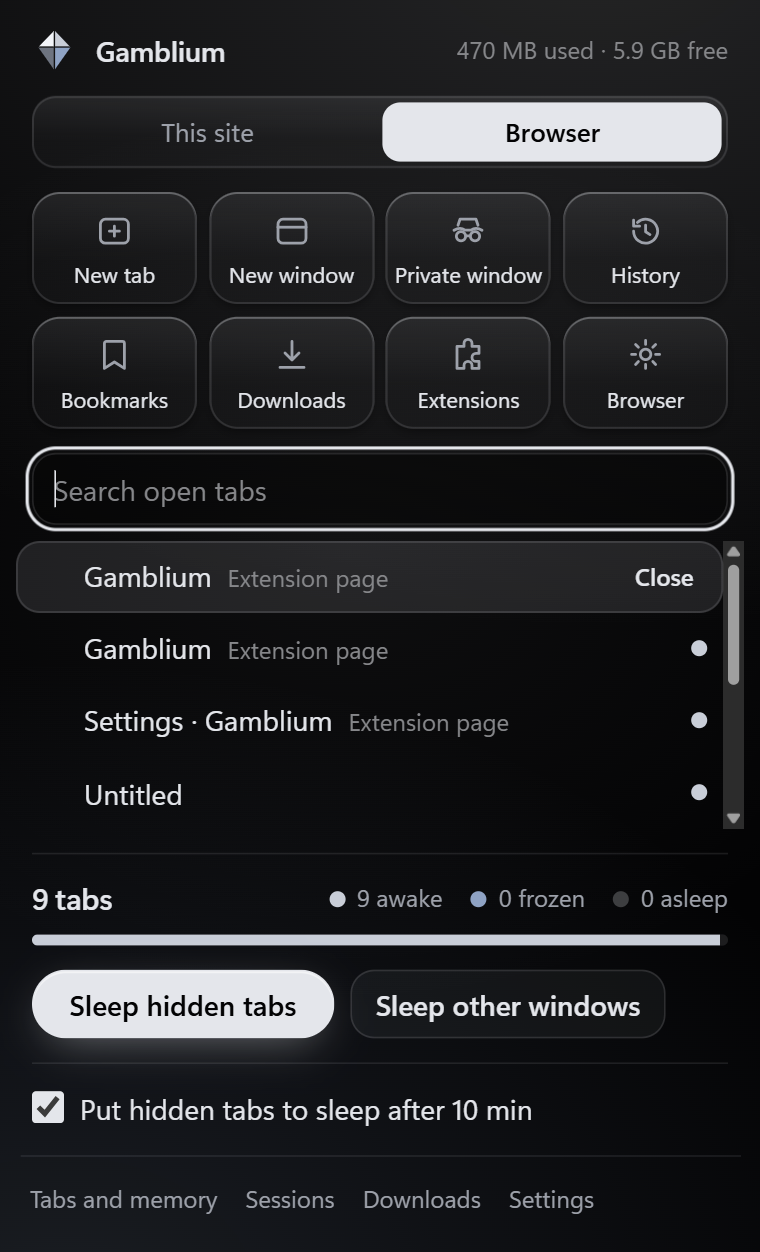 Gamblium 470 MB used · 5.9 GB free
This site Browser
New tab New window Private window History
Bookmarks Downloads Extensions Browser
Search open tabs
Gamblium Extension page Close
Gamblium Extension page
Settings · Gamblium Extension page
Untitled
9 tabs 9 awake 0 frozen 0 asleep
Sleep hidden tabs Sleep other windows
Put hidden tabs to sleep after 10 min
Tabs and memory Sessions Downloads Settings